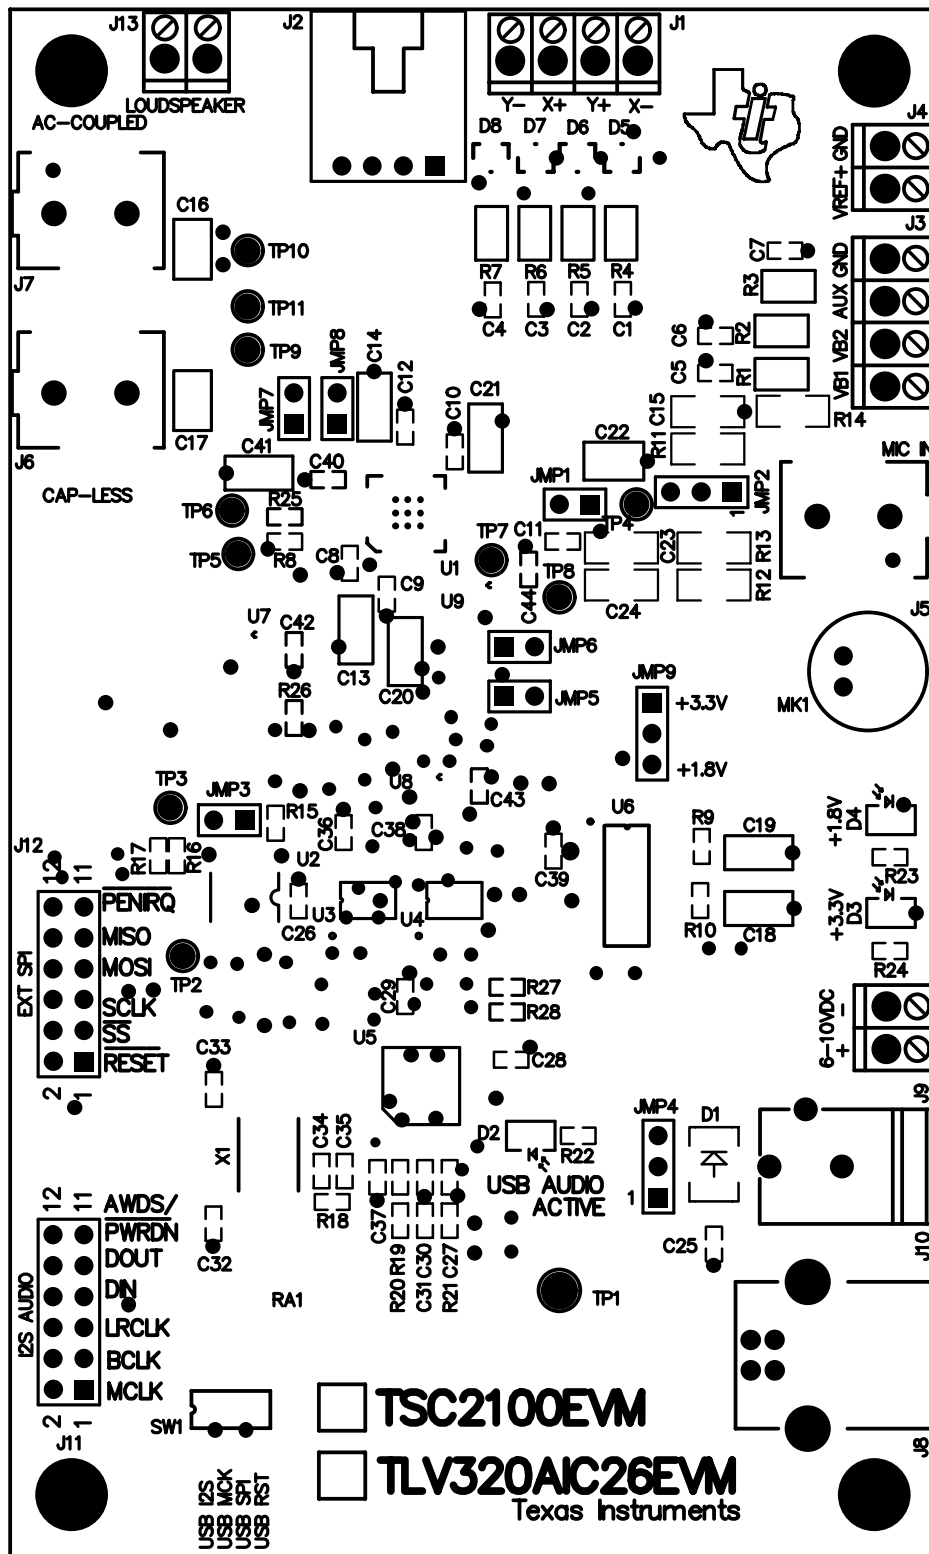 J13
J2
J1
LOUDSPEAKER
AC-COUPLED
Y- X+ Y+ X-
D8 D7 D6 D5
J4
VREF+ GND
J3
C16
TP10
J7
R7 R6 R5 R4
C7
R3
VB1 VB2 AUX GND
C4 C3 C2 C1
TP11
TP9
JMP8
C14
C6
R2
C5
R1
JMP7
C12
C10
C21
C15
R14
C17
J6
C41
C40
C22
R11
MIC IN
CAP-LESS
JMP1
JMP2
1
TP6
R25
TP4
TP7
C11
C23
R13
TP5
R8
C8
U1
TP8
C9
U9
C44
C24
R12
J5
U7
C42
JMP6
C13
C20
R26
JMP5
JMP9
+3.3V
MK1
+1.8V
TP3
JMP3
U8
C43
R15
C36
C38
U6
R9
C19
+1.8V
D4
J12
R17
R16
U2
C39
R23
12 11
PENIRQ
MISO
MOSI
SCLK
SS
RESET
EXT SPI
2 1
C26
U3
U4
R10
C18
+3.3V
D3
R24
TP2
C29
R27
R28
U5
6-10VDC
- +
C33
C28
J9
X1
C34
C35
D2
R22
JMP4
D1
USB AUDIO
ACTIVE
1
12 11
AWDS/
PWRDN
DOUT
DIN
LRCLK
BCLK
MCLK
I2S AUDIO
2 1
J11
R18
C37
C32
R20 R19
C31 C30
R21 C27
C25
J10
RA1
TP1
SW1
TSC2100EVM
J8
TLV320AIC26EVM
Texas Instruments
USB I2S
USB MCK
USB SPI
USB RST